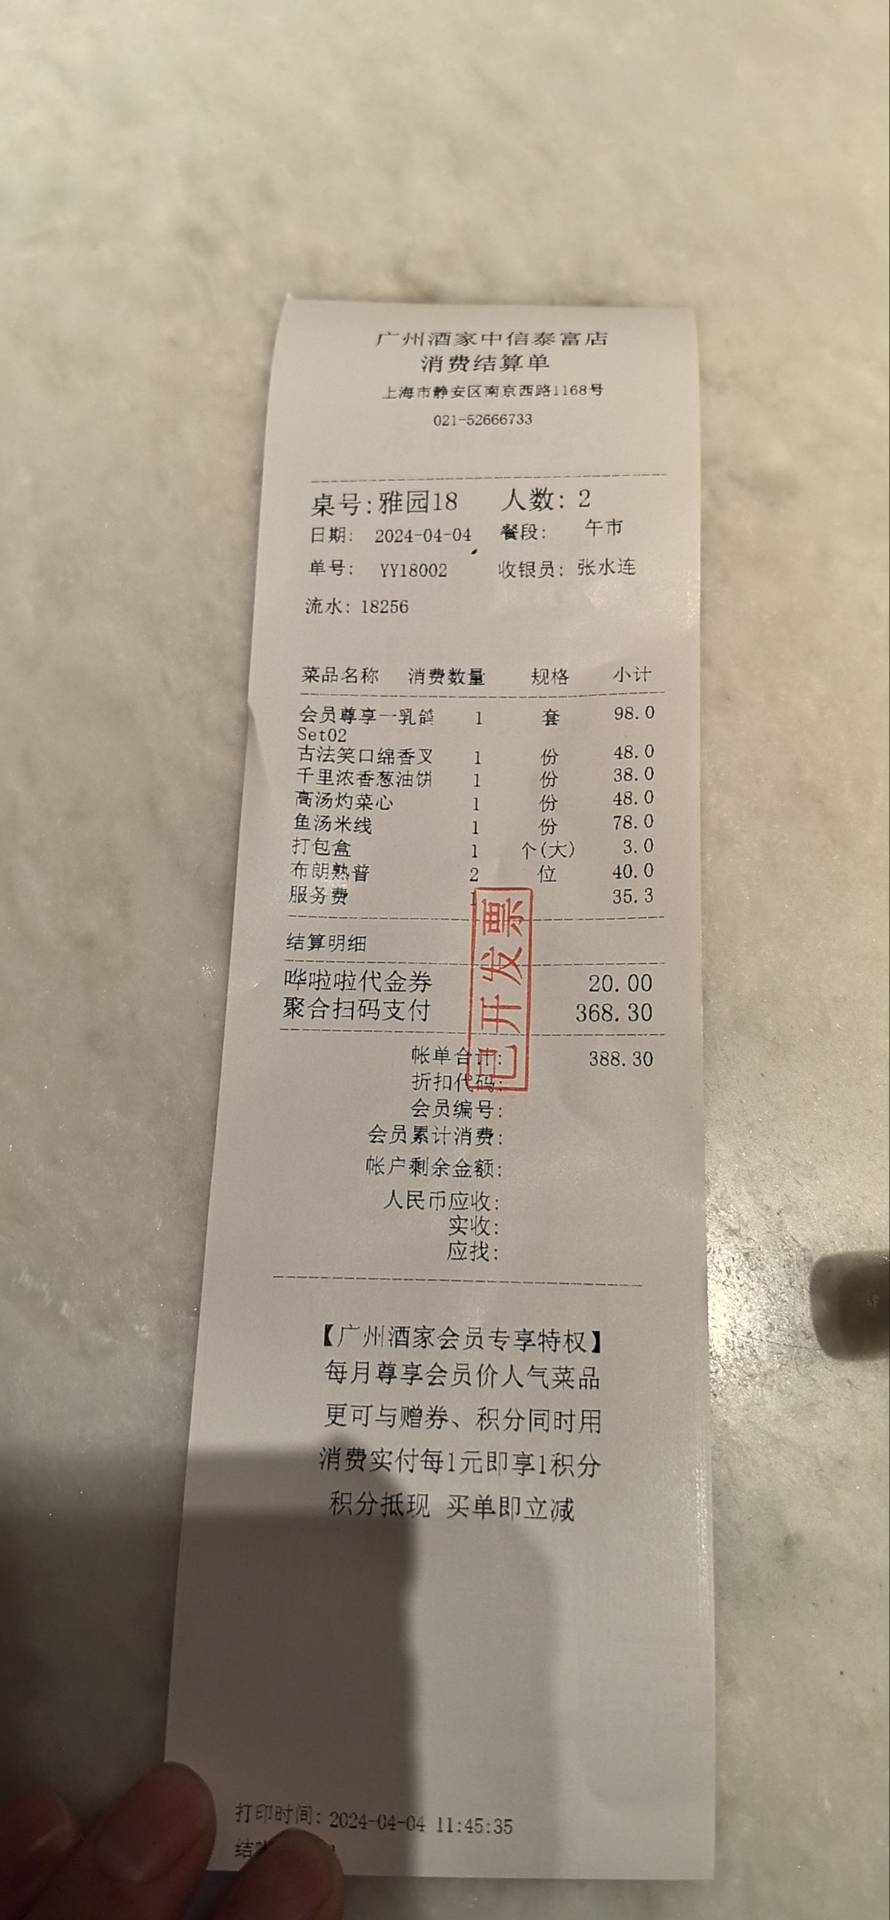 广州酒家中信泰富店
消费结算单
上海市静安区南京西路1168号
021-52666733
桌号:雅园18 人数: 2
日期: 2024-04-04 餐段: 午市
单号: YY18002 收银员: 张水连
流水: 18256
菜品名称 消费数量 规格 小计
会员尊享一乳鸽 1 套 98.0
Set02
古法笑口绵香叉 1 份 48.0
千里浓香葱油饼 1 份 38.0
高汤灼菜心 1 份 48.0
鱼汤米线 1 份 78.0
打包盒 1 个(大) 3.0
布朗熟普 2 位 40.0
服务费 1 35.3
已开发票
结算明细
哗啦啦代金券 20.00
聚合扫码支付 368.30
帐单合计: 388.30
折扣代码:
会员编号:
会员累计消费:
帐户剩余金额:
人民币应收:
实收:
应找:
【广州酒家会员专享特权】
每月尊享会员价人气菜品
更可与赠券、积分同时用
消费实付每1元即享1积分
积分抵现 买单即立减
打印时间: 2024-04-04 11:45:35